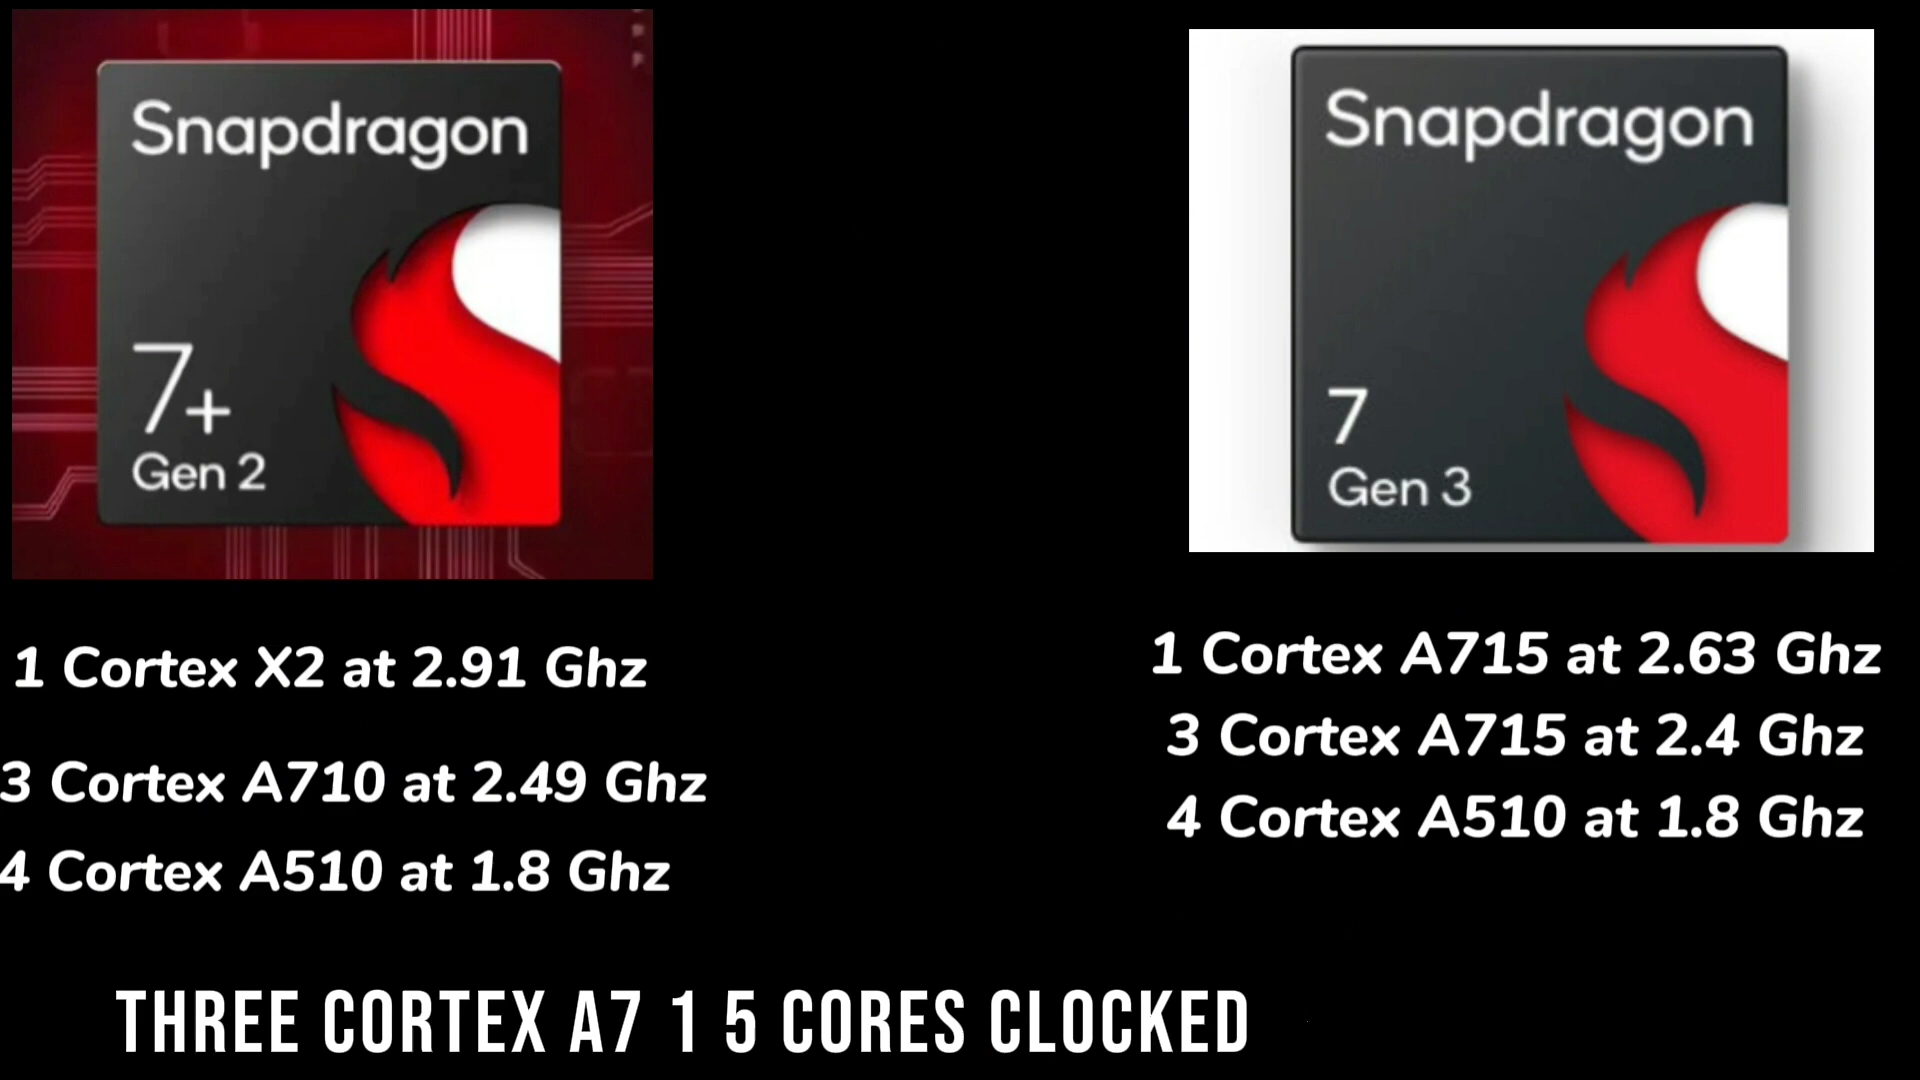 Snapdragon
7+
Gen 2
1 Cortex X2 at 2.91 Ghz
3 Cortex A710 at 2.49 Ghz
4 Cortex A510 at 1.8 Ghz
Snapdragon
7
Gen 3
1 Cortex A715 at 2.63 Ghz
3 Cortex A715 at 2.4 Ghz
4 Cortex A510 at 1.8 Ghz
THREE CORTEX A7 1 5 CORES CLOCKED